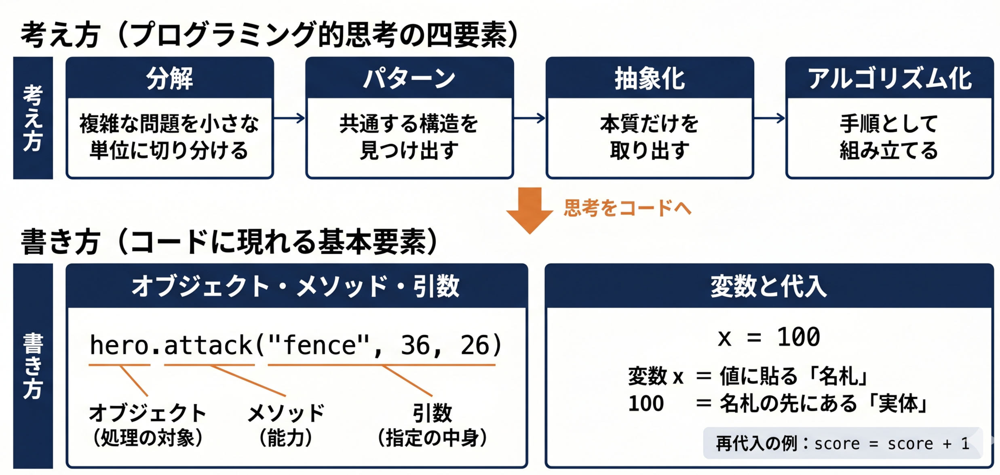 考え方（プログラミング的思考の四要素）
考え方
分解
複雑な問題を小さな
単位に切り分ける
パターン
共通する構造を
見つけ出す
抽象化
本質だけを
取り出す
アルゴリズム化
手順として
組み立てる
思考をコードへ
書き方（コードに現れる基本要素）
書き方
オブジェクト・メソッド・引数
hero.attack("fence", 36, 26)
オブジェクト
（処理の対象）
メソッド
（能力）
引数
（指定の中身）
変数と代入
x = 100
変数 x ＝ 値に貼る「名札」
100 ＝ 名札の先にある「実体」
再代入の例：score = score + 1